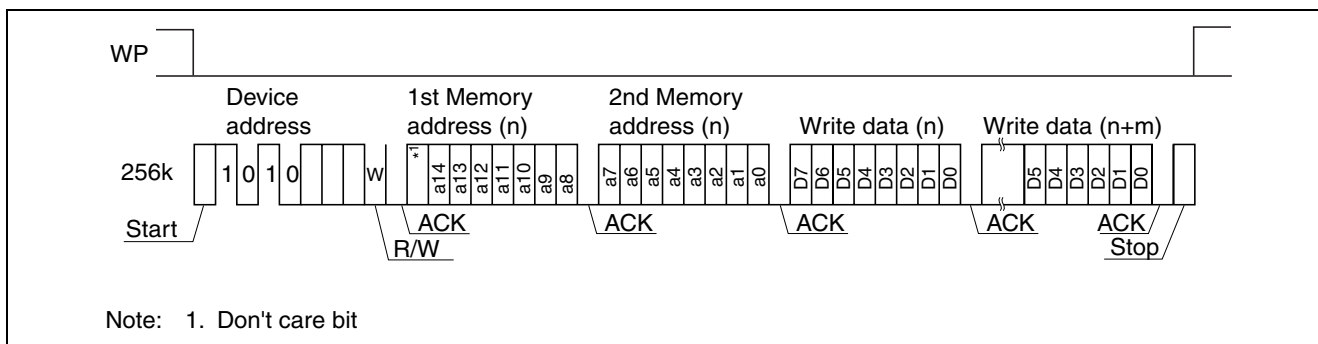 WP
Device address
1st Memory address (n)
2nd Memory address (n)
Write data (n)
Write data (n+m)
256k
1 0 1 0
W
*1 a14 a13 a12 a11 a10 a9 a8
a7 a6 a5 a4 a3 a2 a1 a0
D7 D6 D5 D4 D3 D2 D1 D0
D5 D4 D3 D2 D1 D0
Start
R/W
ACK
ACK
ACK
ACK
ACK
Stop
Note: 1. Don't care bit